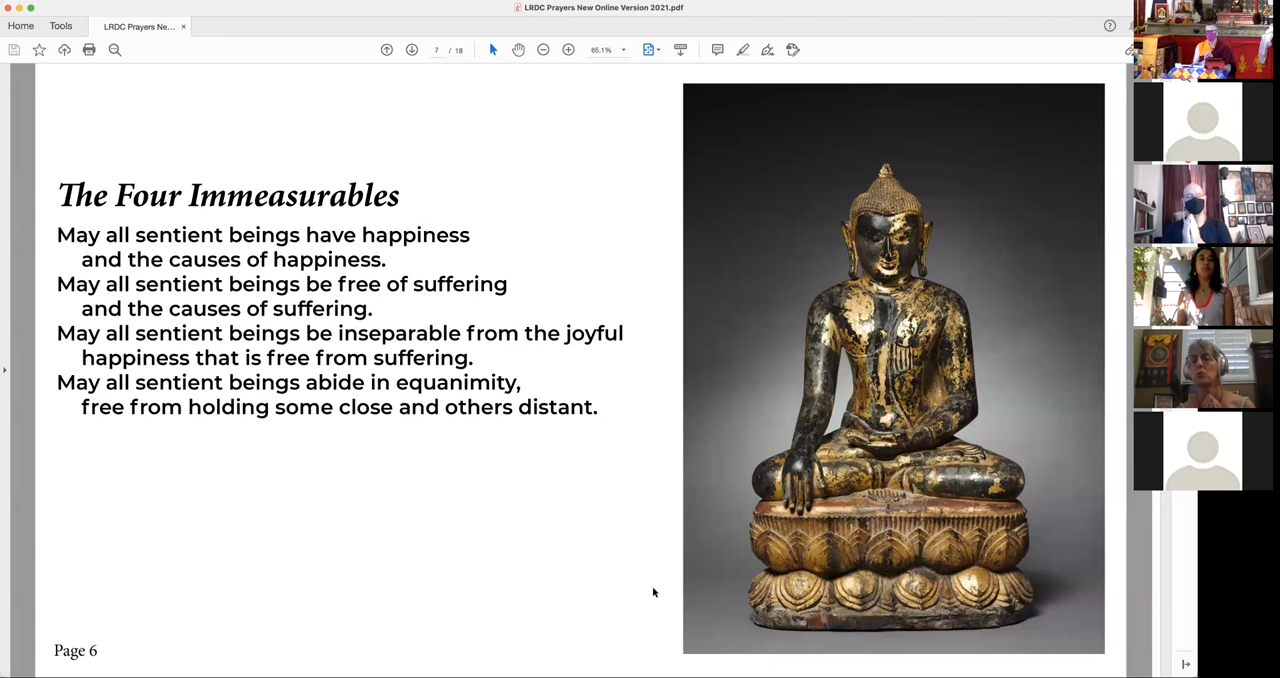 LRDC Prayers New Online Version 2021.pdf
Home Tools LRDC Prayers Ne... ×
7 / 18 65.1%
The Four Immeasurables
May all sentient beings have happiness
and the causes of happiness.
May all sentient beings be free of suffering
and the causes of suffering.
May all sentient beings be inseparable from the joyful
happiness that is free from suffering.
May all sentient beings abide in equanimity,
free from holding some close and others distant.
Page 6